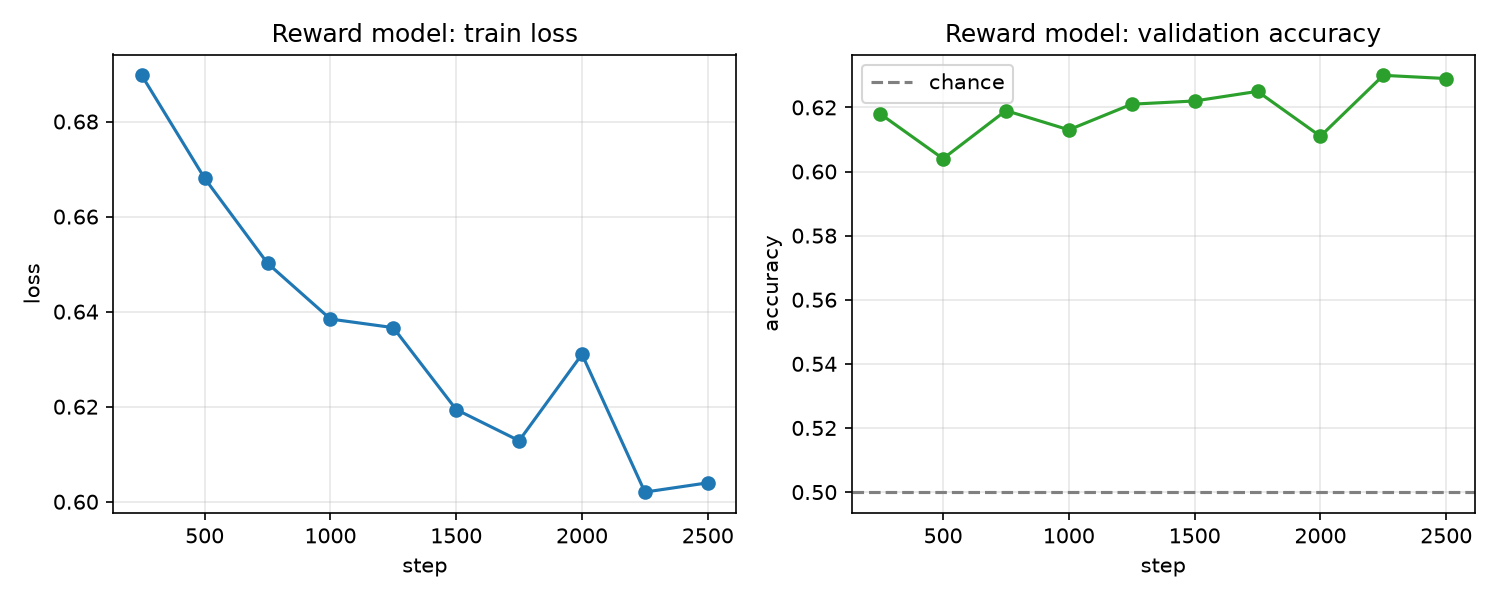 Reward model: train loss
0.68
0.66
0.64
0.62
0.60
loss
500 1000 1500 2000 2500
step
Reward model: validation accuracy
chance
0.62
0.60
0.58
0.56
0.54
0.52
0.50
accuracy
500 1000 1500 2000 2500
step